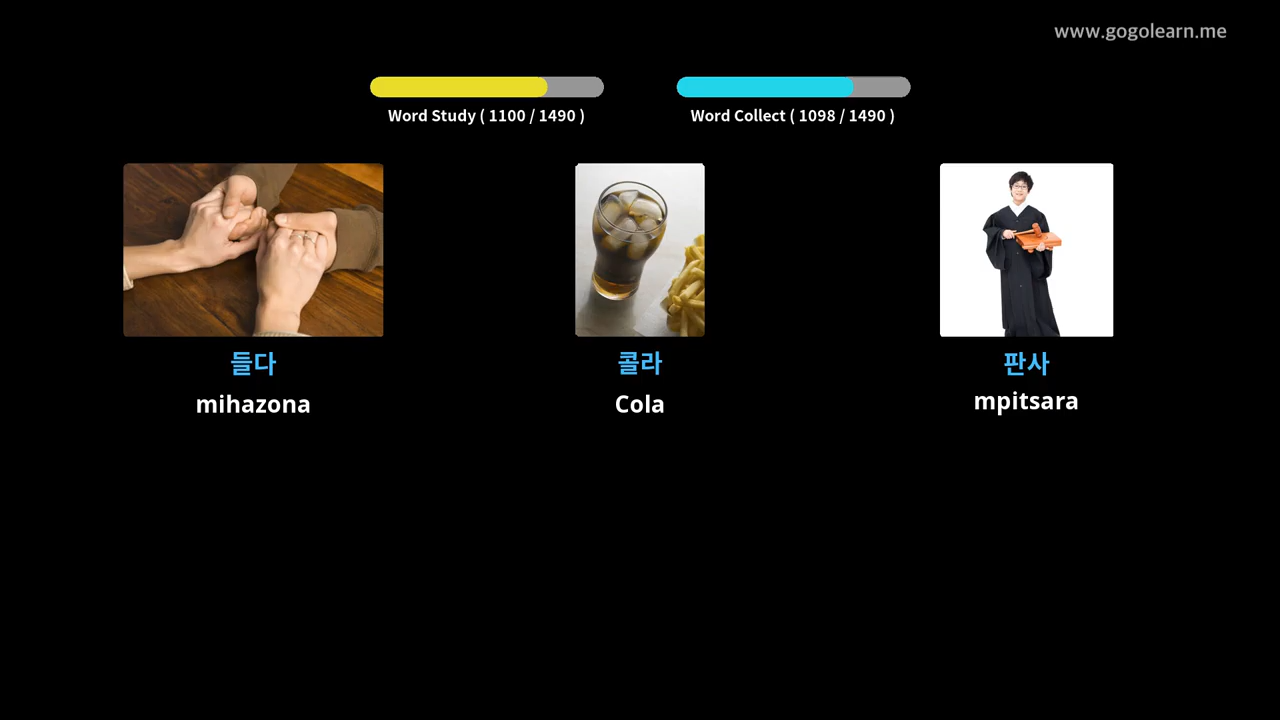 www.gogolearn.me
Word Study ( 1100 / 1490 )
Word Collect ( 1098 / 1490 )
들다
콜라
판사
mihazona
Cola
mpitsara